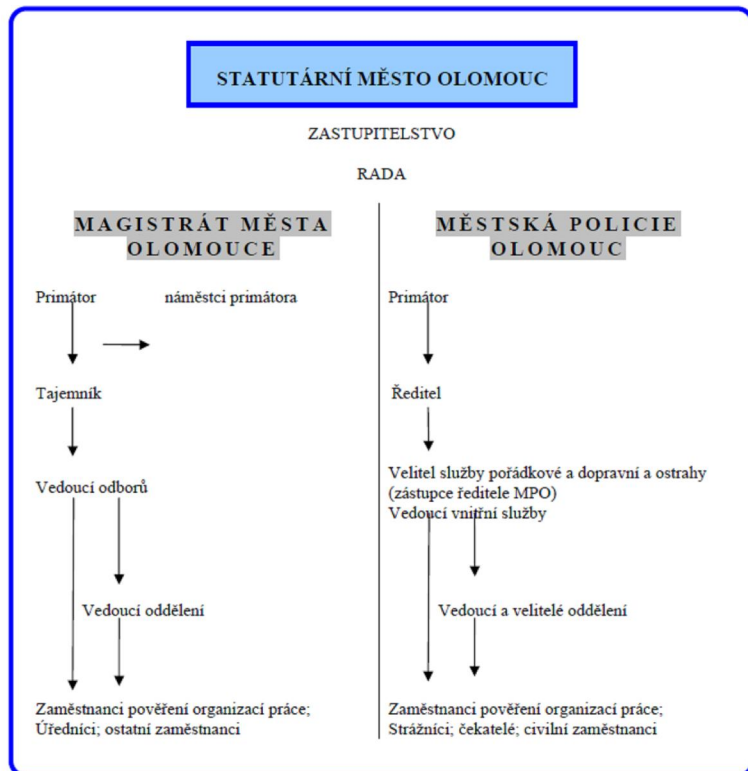 STATUTÁRNÍ MĚSTO OLOMOUC
ZASTUPITELSTVO
RADA
MAGISTRÁT MĚSTA
OLOMOUCE
Primátor náměstci primátora
Tajemník
Vedoucí odborů
Vedoucí oddělení
Zaměstnanci pověření organizací práce;
Úředníci; ostatní zaměstnanci
MĚSTSKÁ POLICIE
OLOMOUC
Primátor
Ředitel
Velitel služby pořádkové a dopravní a ostrahy
(zástupce ředitele MPO)
Vedoucí vnitřní služby
Vedoucí a velitelé oddělení
Zaměstnanci pověření organizací práce;
Strážníci; čekatelé; civilní zaměstnanci